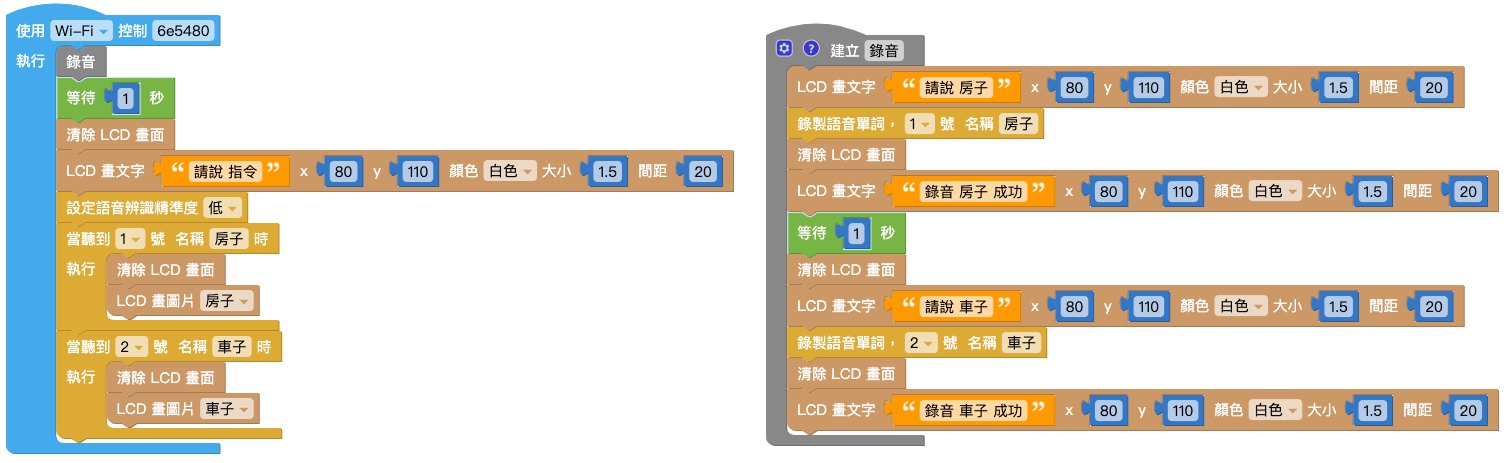 使用 Wi-Fi 控制 6e5480
執行 錄音
等待 1 秒
清除 LCD 畫面
LCD 畫文字 “ 請說 指令 ” x 80 y 110 顏色 白色 大小 1.5 間距 20
設定語音辨識精準度 低
當聽到 1 號 名稱 房子 時
執行 清除 LCD 畫面
LCD 畫圖片 房子
當聽到 2 號 名稱 車子 時
執行 清除 LCD 畫面
LCD 畫圖片 車子
? 建立 錄音
LCD 畫文字 “ 請說 房子 ” x 80 y 110 顏色 白色 大小 1.5 間距 20
錄製語音單詞， 1 號 名稱 房子
清除 LCD 畫面
LCD 畫文字 “ 錄音 房子 成功 ” x 80 y 110 顏色 白色 大小 1.5 間距 20
等待 1 秒
清除 LCD 畫面
LCD 畫文字 “ 請說 車子 ” x 80 y 110 顏色 白色 大小 1.5 間距 20
錄製語音單詞， 2 號 名稱 車子
清除 LCD 畫面
LCD 畫文字 “ 錄音 車子 成功 ” x 80 y 110 顏色 白色 大小 1.5 間距 20